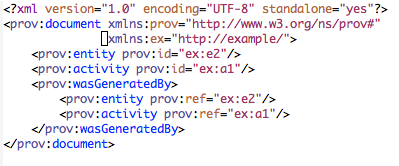 <?xml version="1.0" encoding="UTF-8" standalone="yes"?>
<prov:document xmlns:prov="http://www.w3.org/ns/prov#"
               xmlns:ex="http://example/">
    <prov:entity prov:id="ex:e2"/>
    <prov:activity prov:id="ex:a1"/>
    <prov:wasGeneratedBy>
        <prov:entity prov:ref="ex:e2"/>
        <prov:activity prov:ref="ex:a1"/>
    </prov:wasGeneratedBy>
</prov:document>